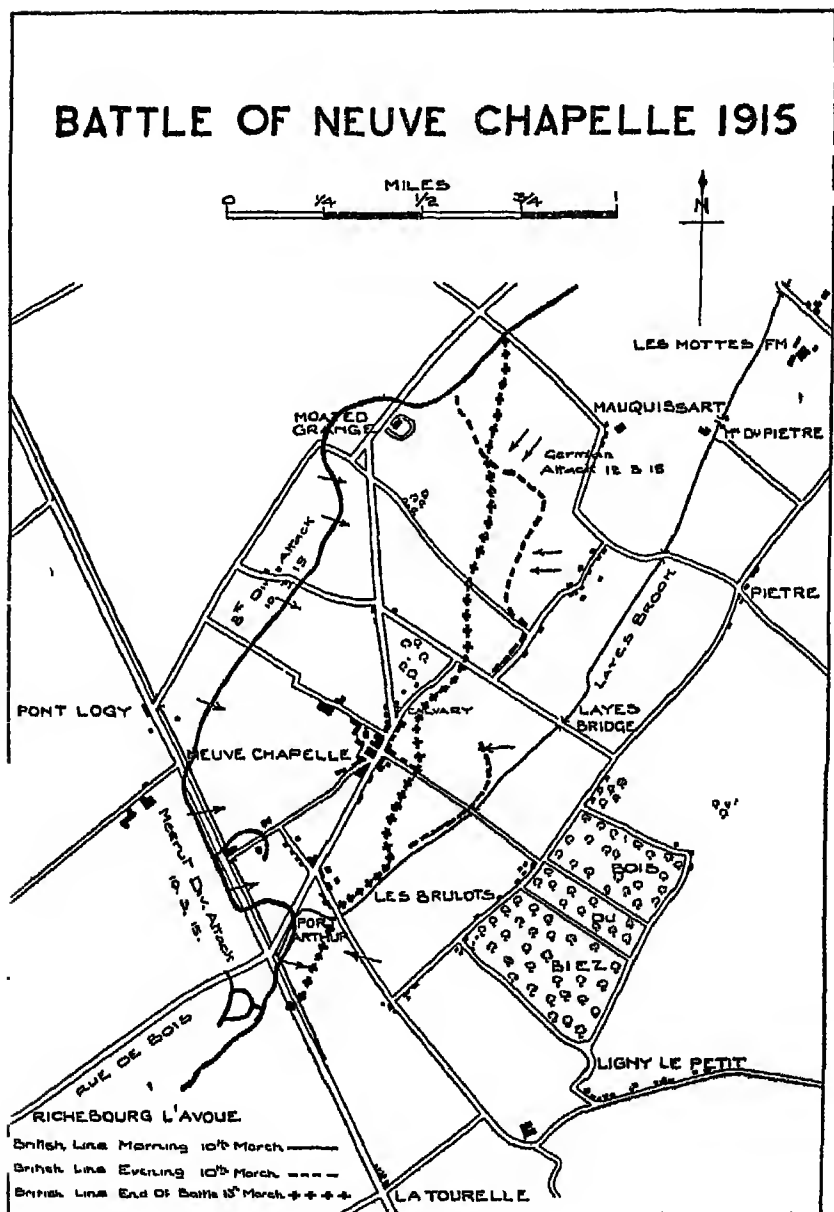 BATTLE OF NEUVE CHAPELLE 1915
MILES
0 1/4 1/2 3/4 1
N
LES MOTTES FM
MOATED
GRANGE
MAUQUISSART
Mn DU PIETRE
German
Attack 12 3 15
8th Div. Attack
10 3 15
PIETRE
LAYES BROOK
PONT LOGY
CALVARY
LAYES
BRIDGE
NEUVE CHAPELLE
Meerut Div. Attack
LES BRULOTS
BOIS
DU
BIEZ
PORT
ARTHUR
RUE DE BOIS
LIGNY LE PETIT
RICHEBOURG L'AVOUE
British Line Morning 10th March
British Line Evening 10th March
British Line End Of Battle 13th March
LA TOURELLE